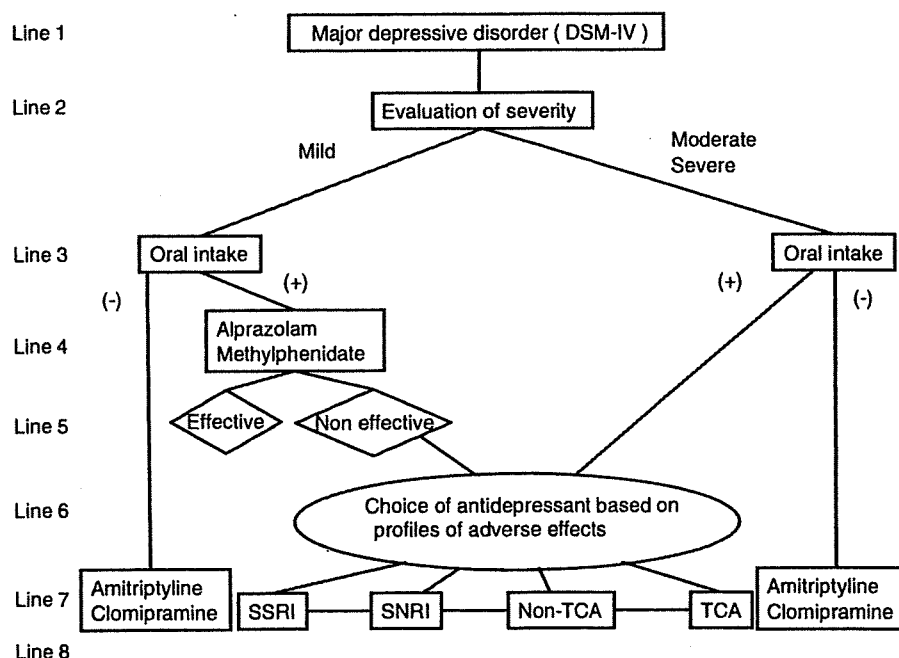 Line 1
Major depressive disorder ( DSM-IV )
Line 2
Evaluation of severity
Mild
Moderate
Severe
Line 3
Oral intake
Oral intake
(-)
(+)
(+)
(-)
Line 4
Alprazolam
Methylphenidate
Line 5
Effective
Non effective
Line 6
Choice of antidepressant based on
profiles of adverse effects
Line 7
Amitriptyline
Clomipramine
SSRI
SNRI
Non-TCA
TCA
Amitriptyline
Clomipramine
Line 8